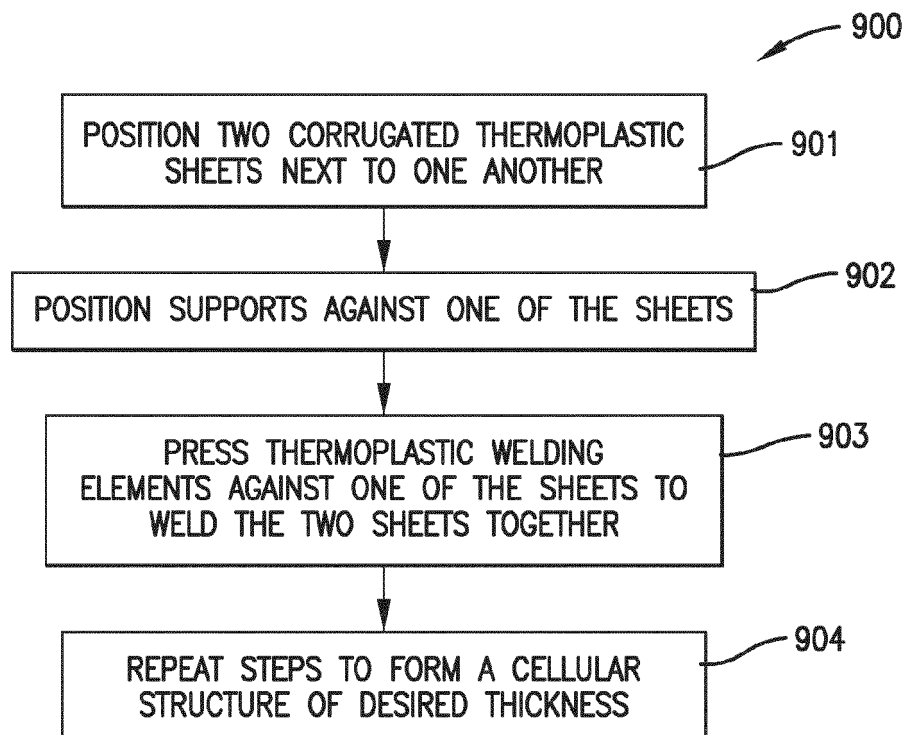 900
POSITION TWO CORRUGATED THERMOPLASTIC
SHEETS NEXT TO ONE ANOTHER
901
POSITION SUPPORTS AGAINST ONE OF THE SHEETS
902
PRESS THERMOPLASTIC WELDING
ELEMENTS AGAINST ONE OF THE SHEETS TO
WELD THE TWO SHEETS TOGETHER
903
REPEAT STEPS TO FORM A CELLULAR
STRUCTURE OF DESIRED THICKNESS
904